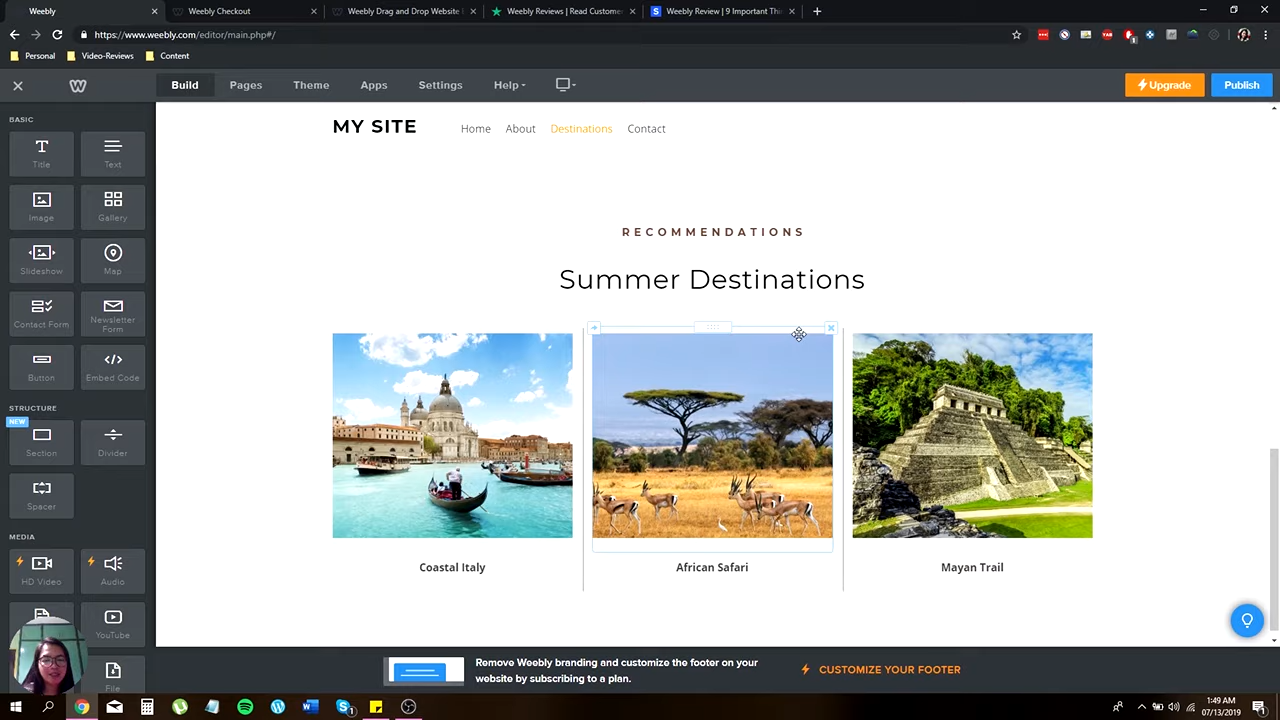 Weebly
Weebly Checkout
Weebly Drag and Drop Website
Weebly Reviews | Read Custome
Weebly Review | 9 Important Thi
https://www.weebly.com/editor/main.php#/
Personal
Video-Reviews
Content
Build
Pages
Theme
Apps
Settings
Help
Upgrade
Publish
BASIC
Title
Text
Image
Gallery
Slideshow
Map
Contact Form
Newsletter
Form
Button
Embed Code
STRUCTURE
NEW
Section
Divider
Spacer
MEDIA
HD Video
Audio
YouTube
File
MY SITE
Home
About
Destinations
Contact
RECOMMENDATIONS
Summer Destinations
Coastal Italy
African Safari
Mayan Trail
Remove Weebly branding and customize the footer on your
website by subscribing to a plan.
CUSTOMIZE YOUR FOOTER
1:49 AM
07/13/2019